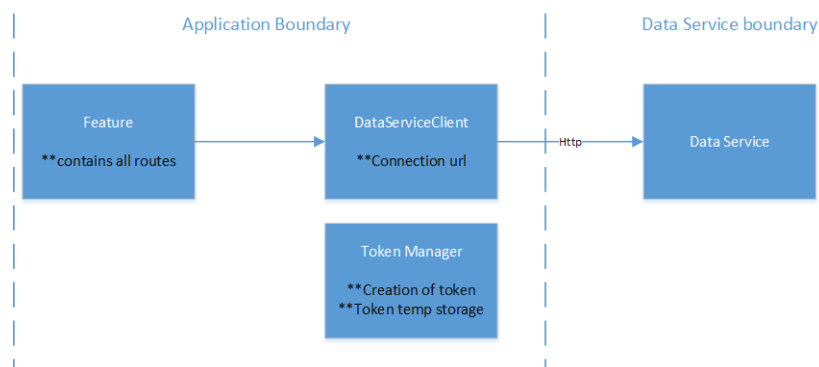 Application Boundary
Data Service boundary
Feature
**contains all routes
DataServiceClient
**Connection url
Http
Data Service
Token Manager
**Creation of token
**Token temp storage